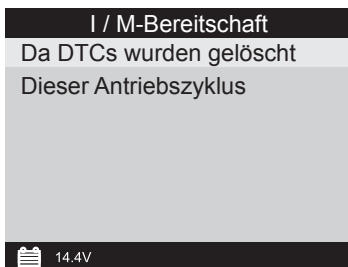 I / M-Bereitschaft
Da DTCs wurden gelöscht
Dieser Antriebszyklus
14.4V